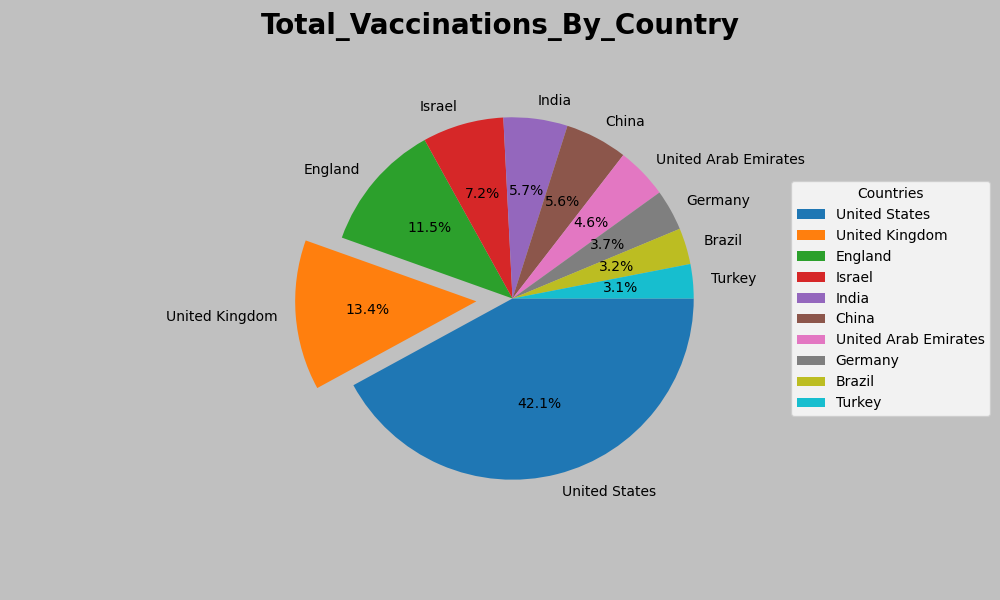 Total_Vaccinations_By_Country
India
Israel
China
United Arab Emirates
England
Germany
Brazil
Turkey
United Kingdom
United States
7.2%
5.7%
5.6%
4.6%
11.5%
3.7%
3.2%
3.1%
13.4%
42.1%
Countries
United States
United Kingdom
England
Israel
India
China
United Arab Emirates
Germany
Brazil
Turkey